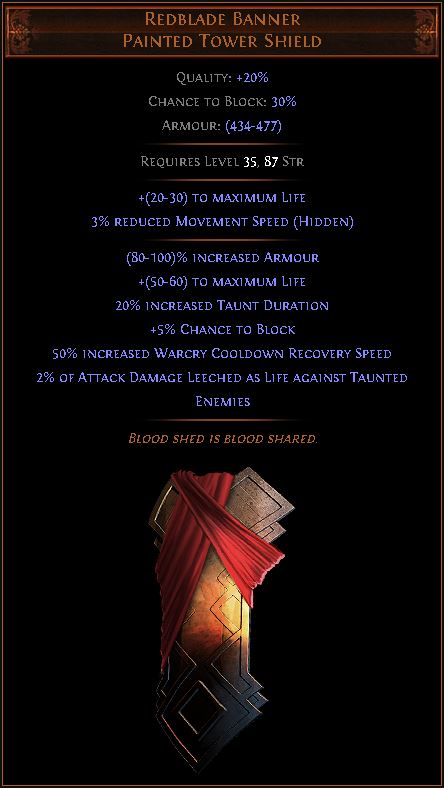 Redblade Banner
Painted Tower Shield
Quality: +20%
Chance to Block: 30%
Armour: (434-477)
Requires Level 35, 87 Str
+(20-30) to maximum Life
3% reduced Movement Speed (Hidden)
(80-100)% increased Armour
+(50-60) to maximum Life
20% increased Taunt Duration
+5% Chance to Block
50% increased Warcry Cooldown Recovery Speed
2% of Attack Damage Leeched as Life against Taunted
Enemies
Blood shed is blood shared.